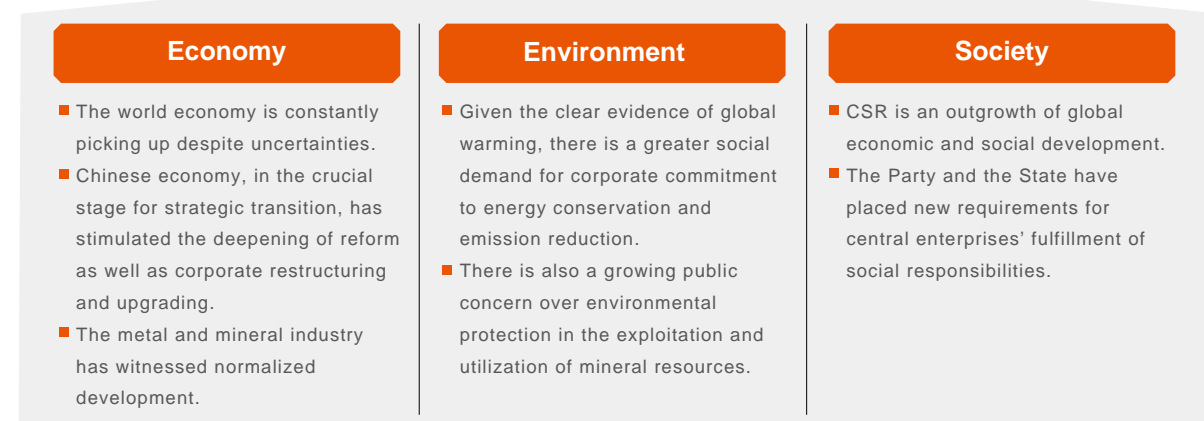 Economy
The world economy is constantly
picking up despite uncertainties.
Chinese economy, in the crucial
stage for strategic transition, has
stimulated the deepening of reform
as well as corporate restructuring
and upgrading.
The metal and mineral industry
has witnessed normalized
development.
Environment
Given the clear evidence of global
warming, there is a greater social
demand for corporate commitment
to energy conservation and
emission reduction.
There is also a growing public
concern over environmental
protection in the exploitation and
utilization of mineral resources.
Society
CSR is an outgrowth of global
economic and social development.
The Party and the State have
placed new requirements for
central enterprises’ fulfillment of
social responsibilities.